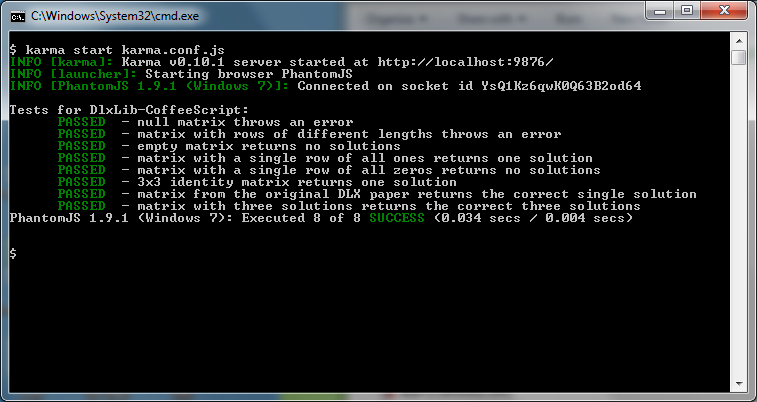 C:\Windows\System32\cmd.exe
$ karma start karma.conf.js
INFO [karma]: Karma v0.10.1 server started at http://localhost:9876/
INFO [launcher]: Starting browser PhantomJS
INFO [PhantomJS 1.9.1 (Windows 7)]: Connected on socket id YsQ1Kz6qwK0Q63B2od64
Tests for DlxLib-CoffeeScript:
PASSED - null matrix throws an error
PASSED - matrix with rows of different lengths throws an error
PASSED - empty matrix returns no solutions
PASSED - matrix with a single row of all ones returns one solution
PASSED - matrix with a single row of all zeros returns no solutions
PASSED - 3x3 identity matrix returns one solution
PASSED - matrix from the original DLX paper returns the correct single solution
PASSED - matrix with three solutions returns the correct three solutions
PhantomJS 1.9.1 (Windows 7): Executed 8 of 8 SUCCESS (0.034 secs / 0.004 secs)
$